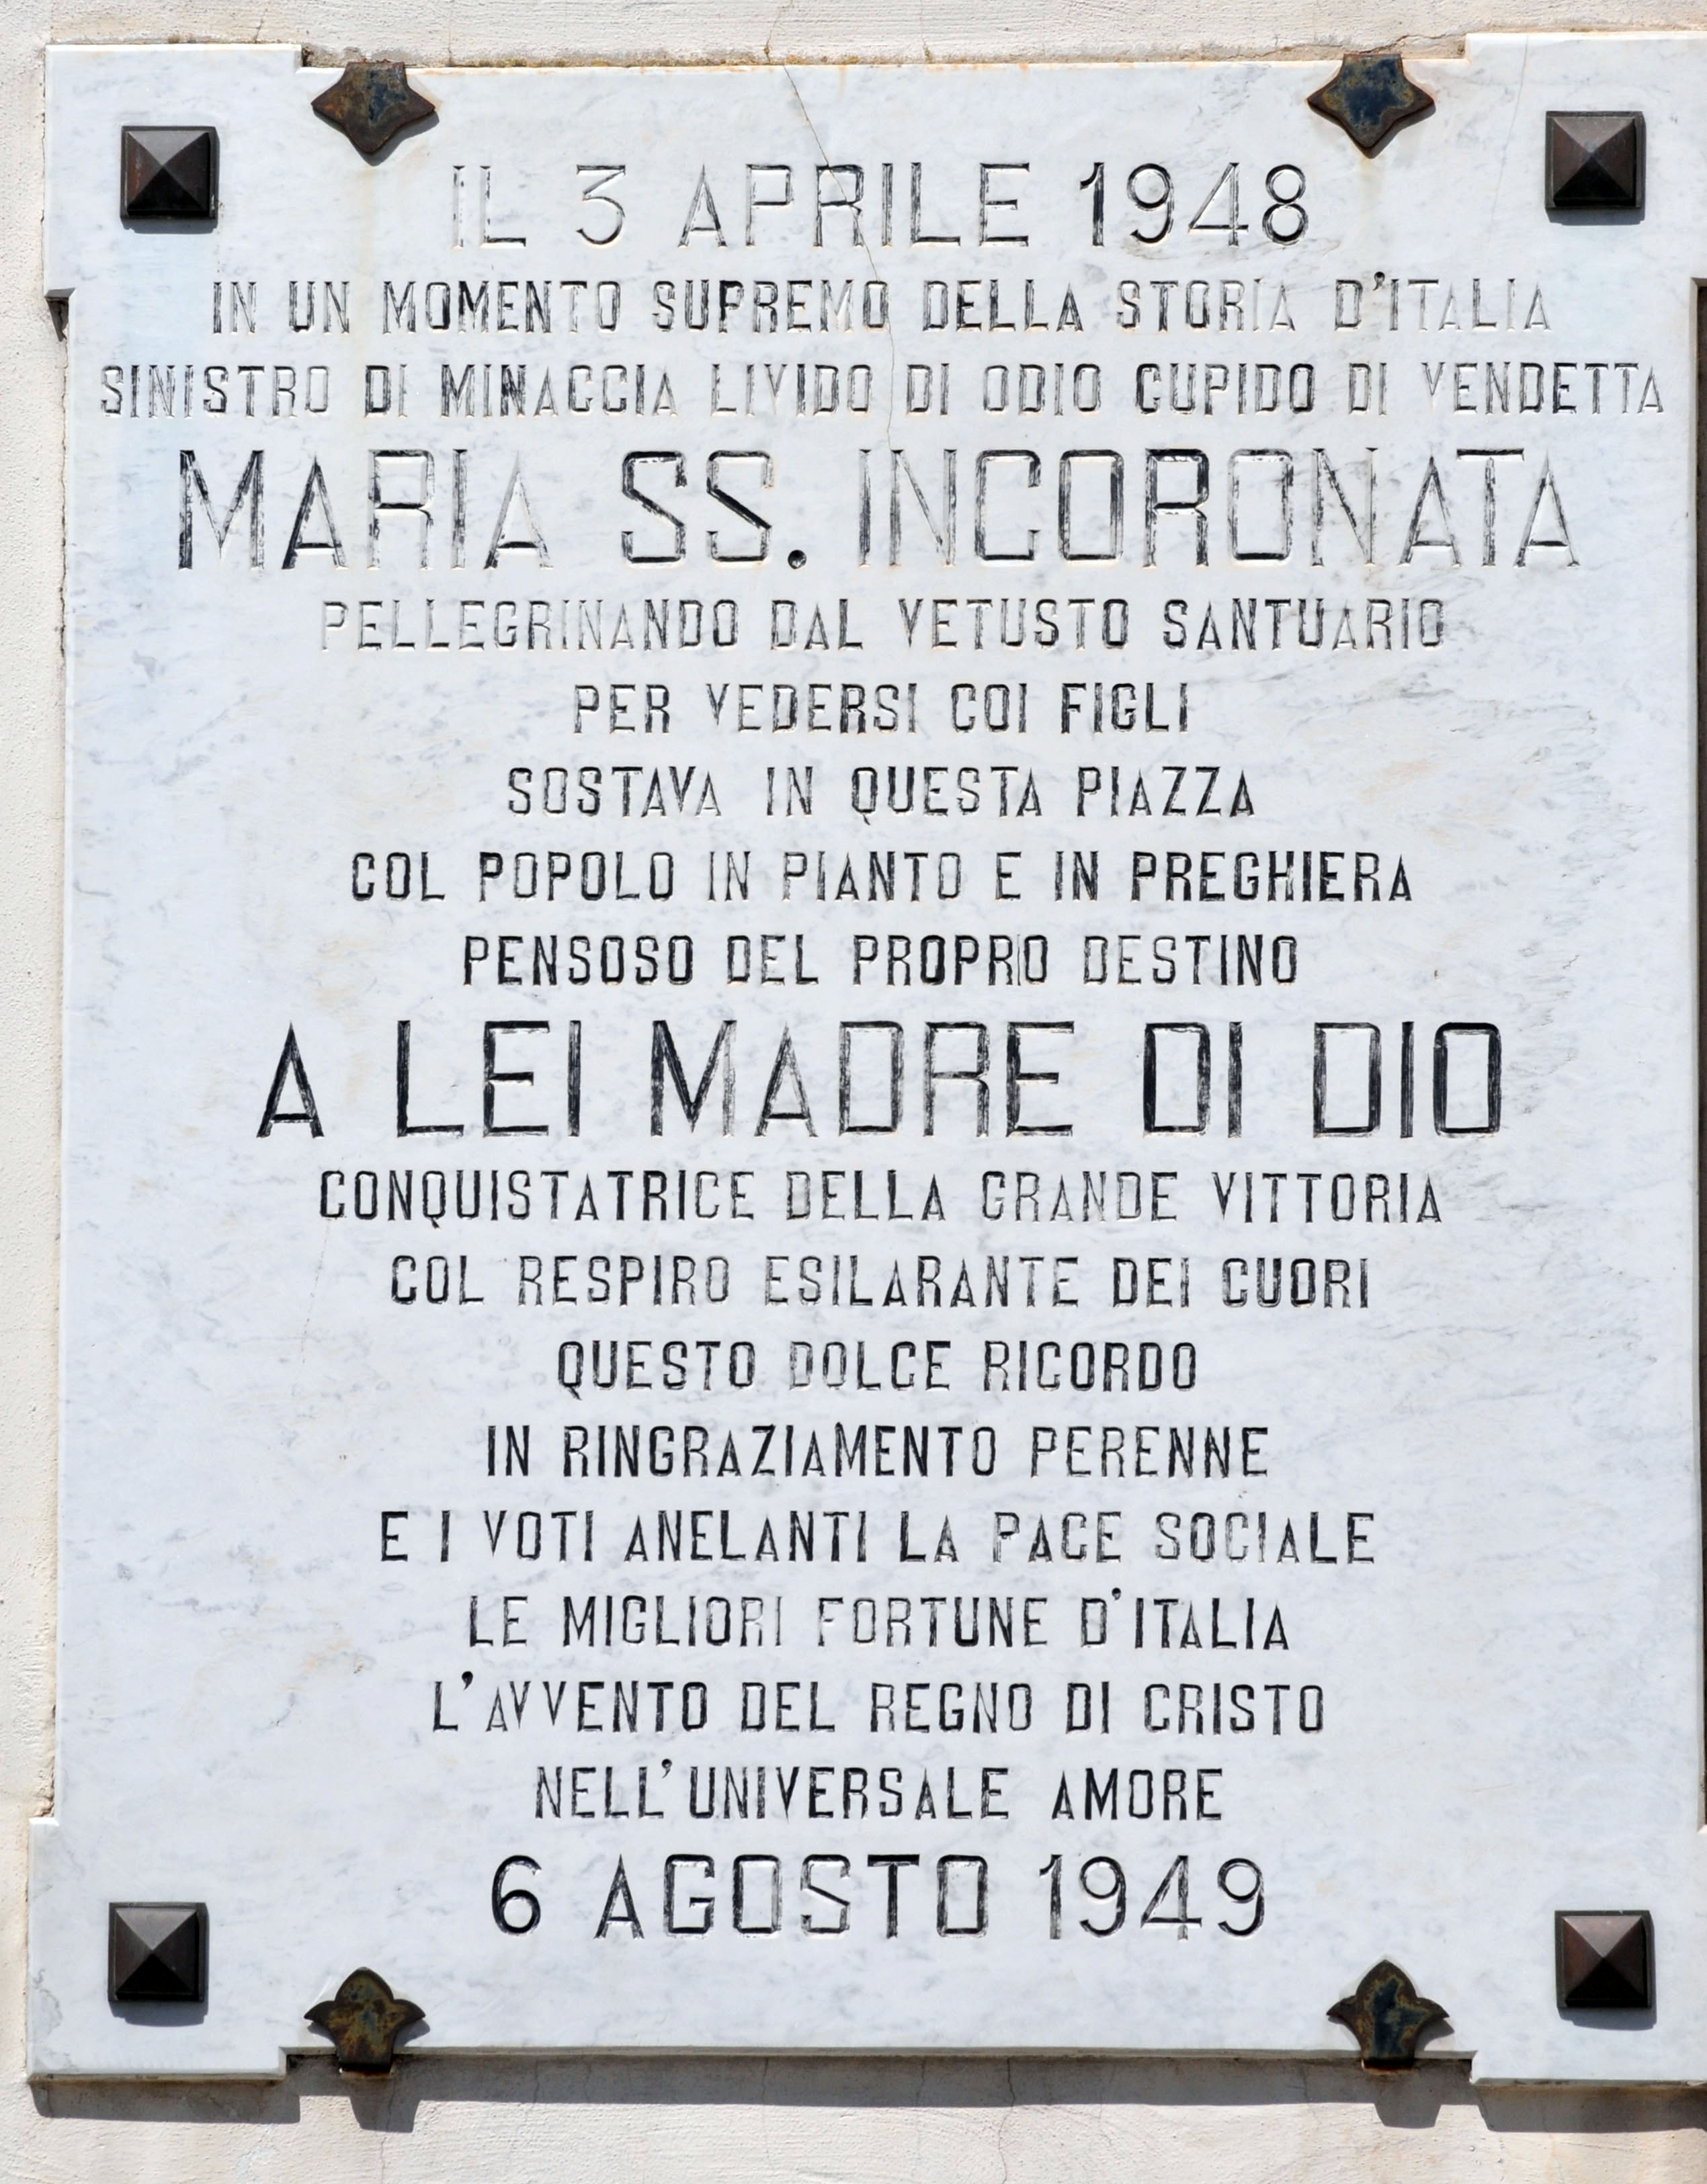 IL 3 APRILE 1948
IN UN MOMENTO SUPREMO DELLA STORIA D'ITALIA
SINISTRO DI MINACCIA LIVIDO DI ODIO CUPIDO DI VENDETTA
MARIA SS. INCORONATA
PELLEGRINANDO DAL VETUSTO SANTUARIO
PER VEDERSI COI FIGLI
SOSTAVA IN QUESTA PIAZZA
COL POPOLO IN PIANTO E IN PREGHIERA
PENSOSO DEL PROPRIO DESTINO
A LEI MADRE DI DIO
CONQUISTATRICE DELLA GRANDE VITTORIA
COL RESPIRO ESILARANTE DEI CUORI
QUESTO DOLCE RICORDO
IN RINGRAZIAMENTO PERENNE
E I VOTI ANELANTI LA PACE SOCIALE
LE MIGLIORI FORTUNE D'ITALIA
L'AVVENTO DEL REGNO DI CRISTO
NELL'UNIVERSALE AMORE
6 AGOSTO 1949